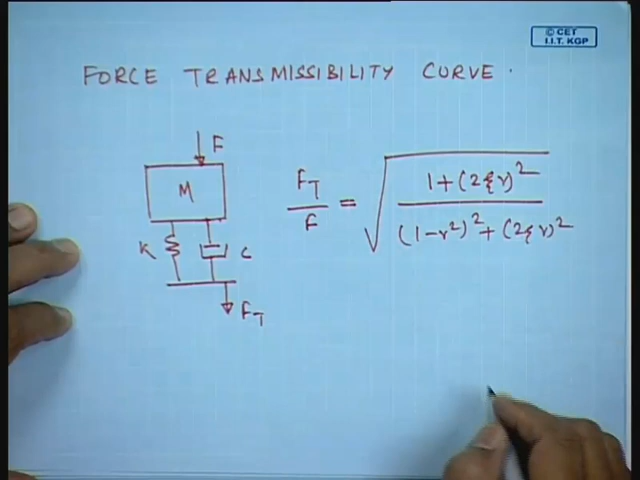 © CET
I.I.T. KGP
FORCE TRANSMISSIBILITY CURVE.
F
M
K
C
F_T
F_T / F = √( (1+(2ξr)^2) / ((1-r^2)^2+(2ξr)^2) )